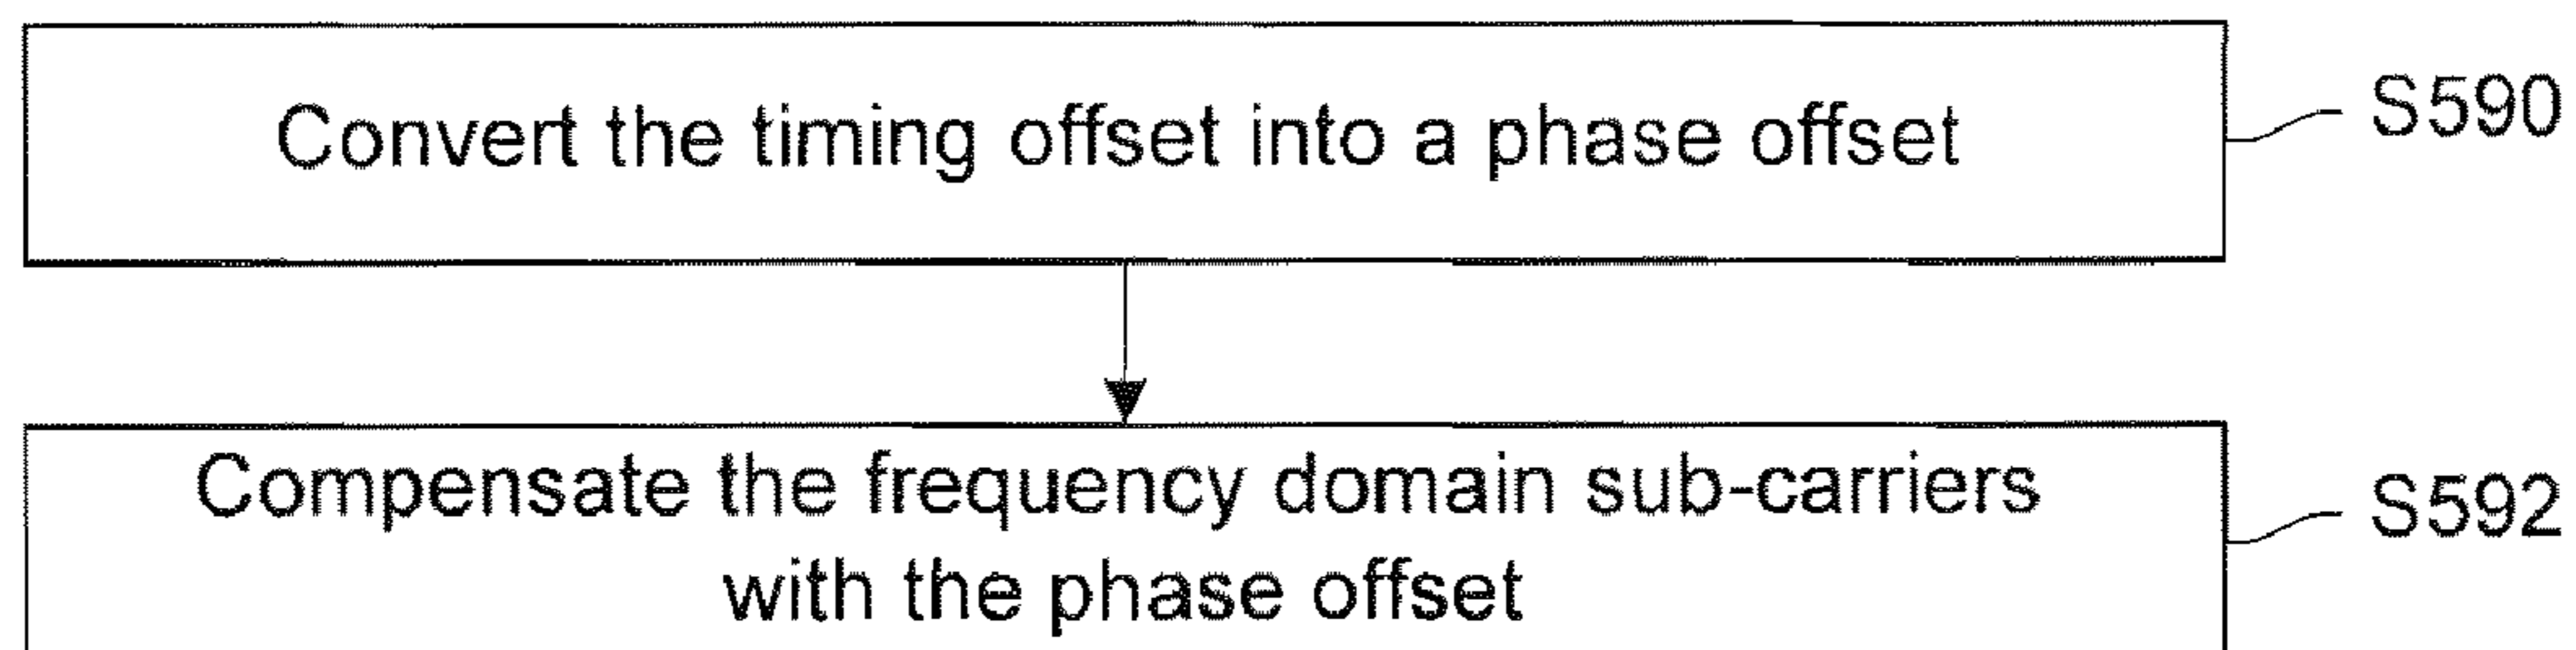 Convert the timing offset into a phase offset
S590
Compensate the frequency domain sub-carriers
with the phase offset
S592